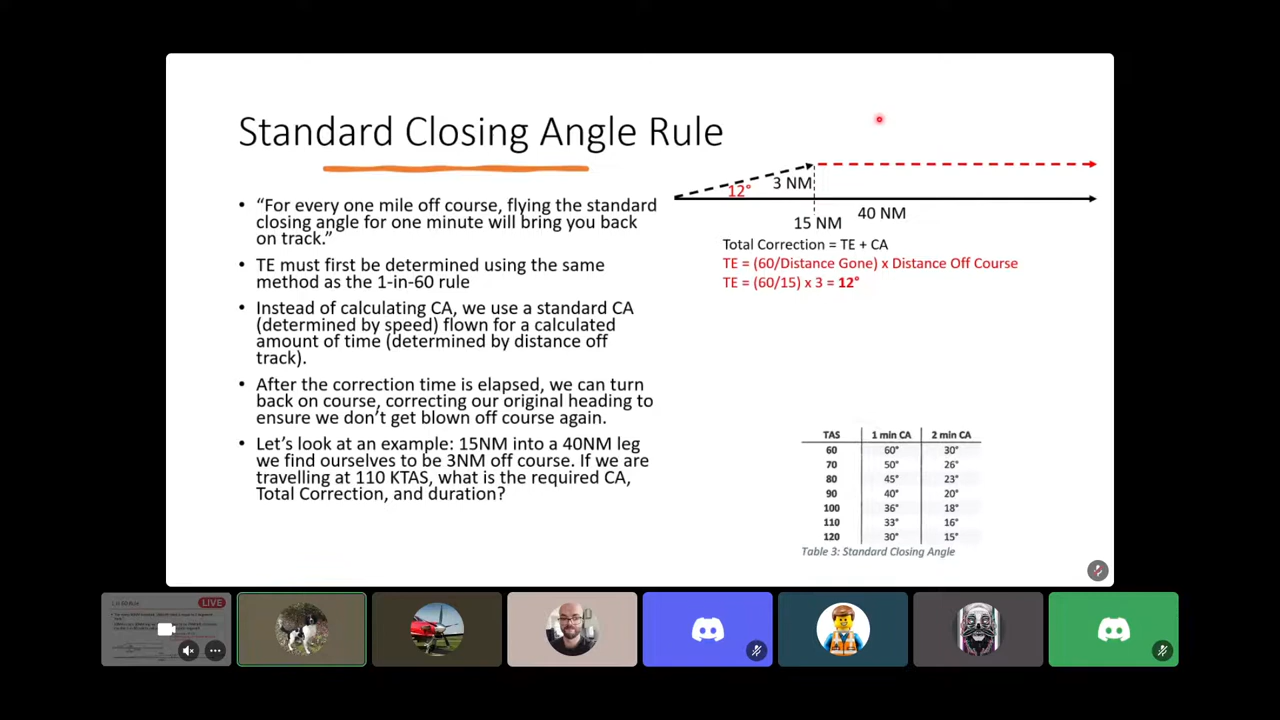 Standard Closing Angle Rule
• “For every one mile off course, flying the standard
closing angle for one minute will bring you back
on track.”
• TE must first be determined using the same
method as the 1-in-60 rule
• Instead of calculating CA, we use a standard CA
(determined by speed) flown for a calculated
amount of time (determined by distance off
track).
• After the correction time is elapsed, we can turn
back on course, correcting our original heading to
ensure we don’t get blown off course again.
• Let’s look at an example: 15NM into a 40NM leg
we find ourselves to be 3NM off course. If we are
travelling at 110 KTAS, what is the required CA,
Total Correction, and duration?
12° 3 NM
15 NM 40 NM
Total Correction = TE + CA
TE = (60/Distance Gone) x Distance Off Course
TE = (60/15) x 3 = 12°
TAS 1 min CA 2 min CA
60 60° 30°
70 50° 26°
80 45° 23°
90 40° 20°
100 36° 18°
110 33° 16°
120 30° 15°
Table 3: Standard Closing Angle
LIVE